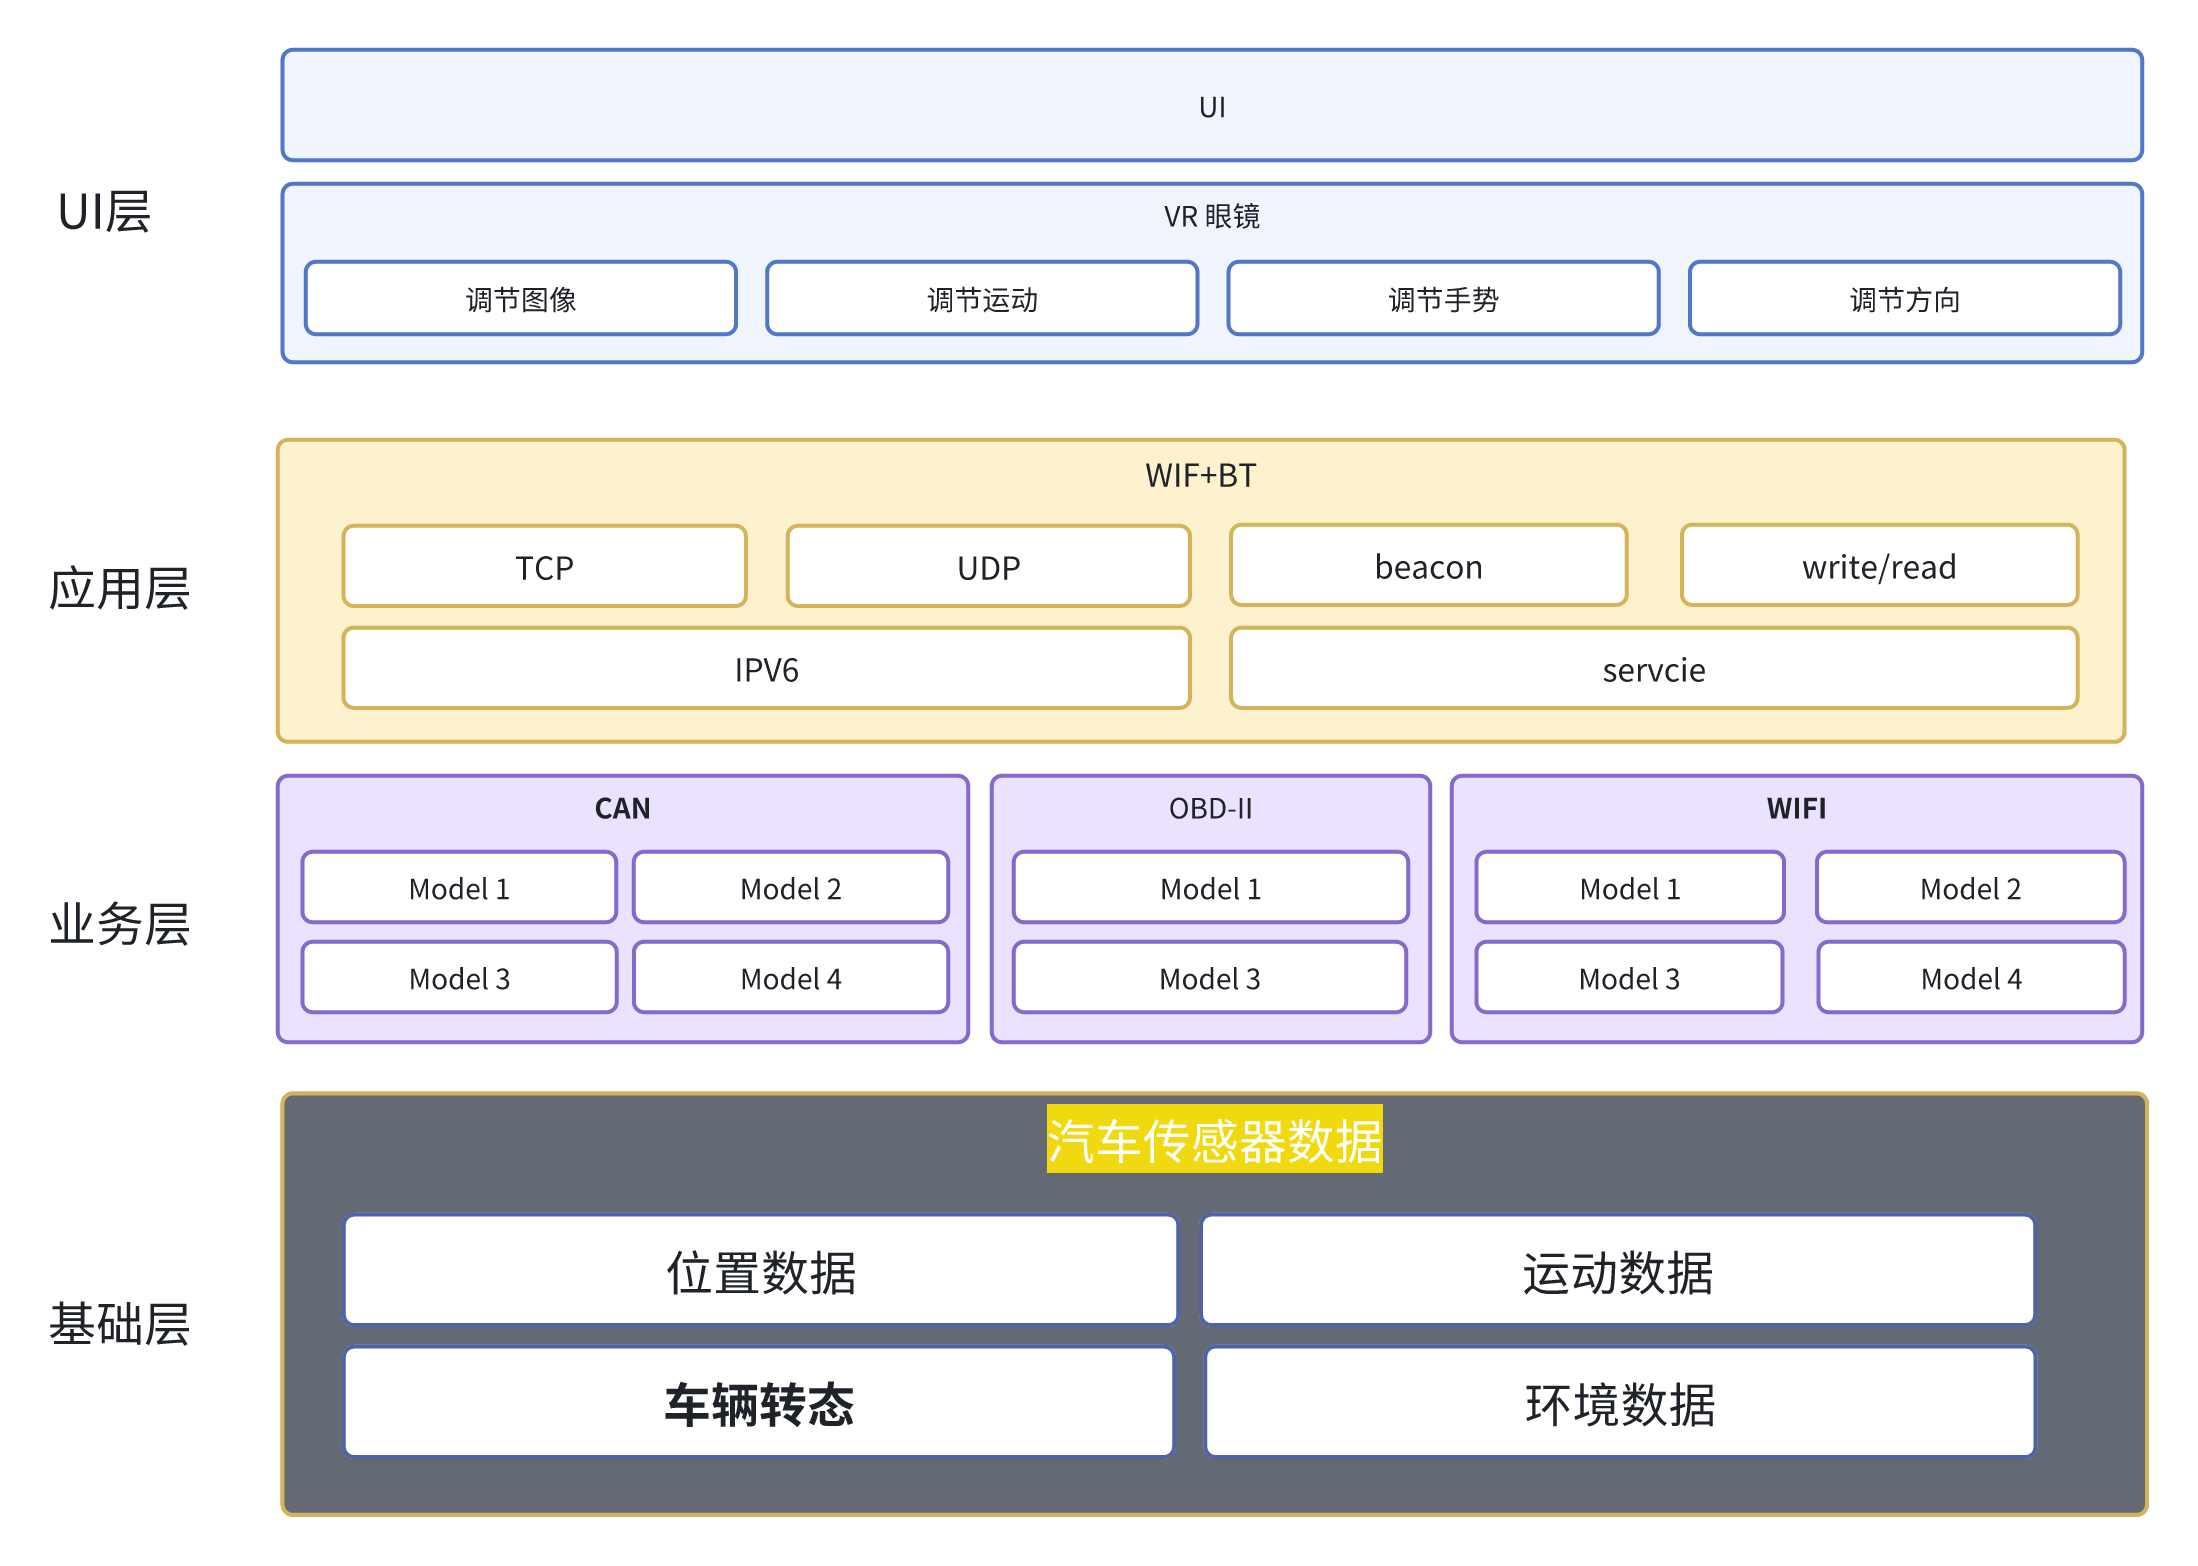 UI
UI层
VR 眼镜
调节图像
调节运动
调节手势
调节方向
应用层
WIF+BT
TCP
UDP
beacon
write/read
IPV6
servcie
业务层
CAN
Model 1
Model 2
Model 3
Model 4
OBD-II
Model 1
Model 3
WIFI
Model 1
Model 2
Model 3
Model 4
基础层
汽车传感器数据
位置数据
运动数据
车辆转态
环境数据